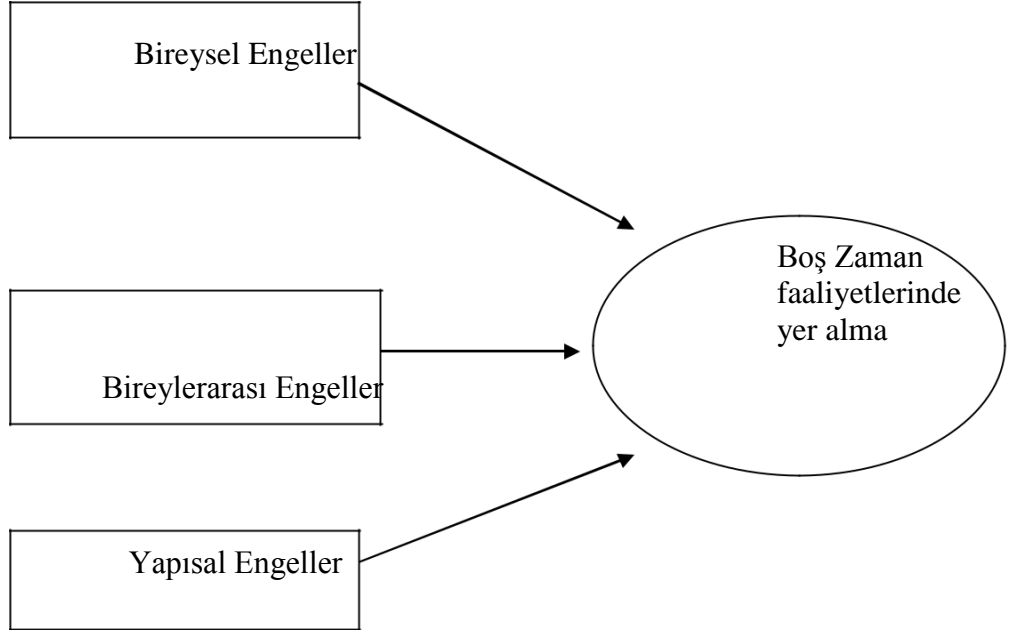 Bireysel Engeller
Boş Zaman
faaliyetlerinde
yer alma
Bireylerarası Engeller
Yapısal Engeller